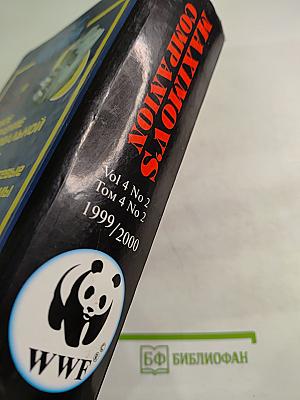 MAXIMOV'S
COMPANION
Vol 4 No 2
Том 4 No 2
1999/2000
WWF ®
БФ БИБЛИОФАН